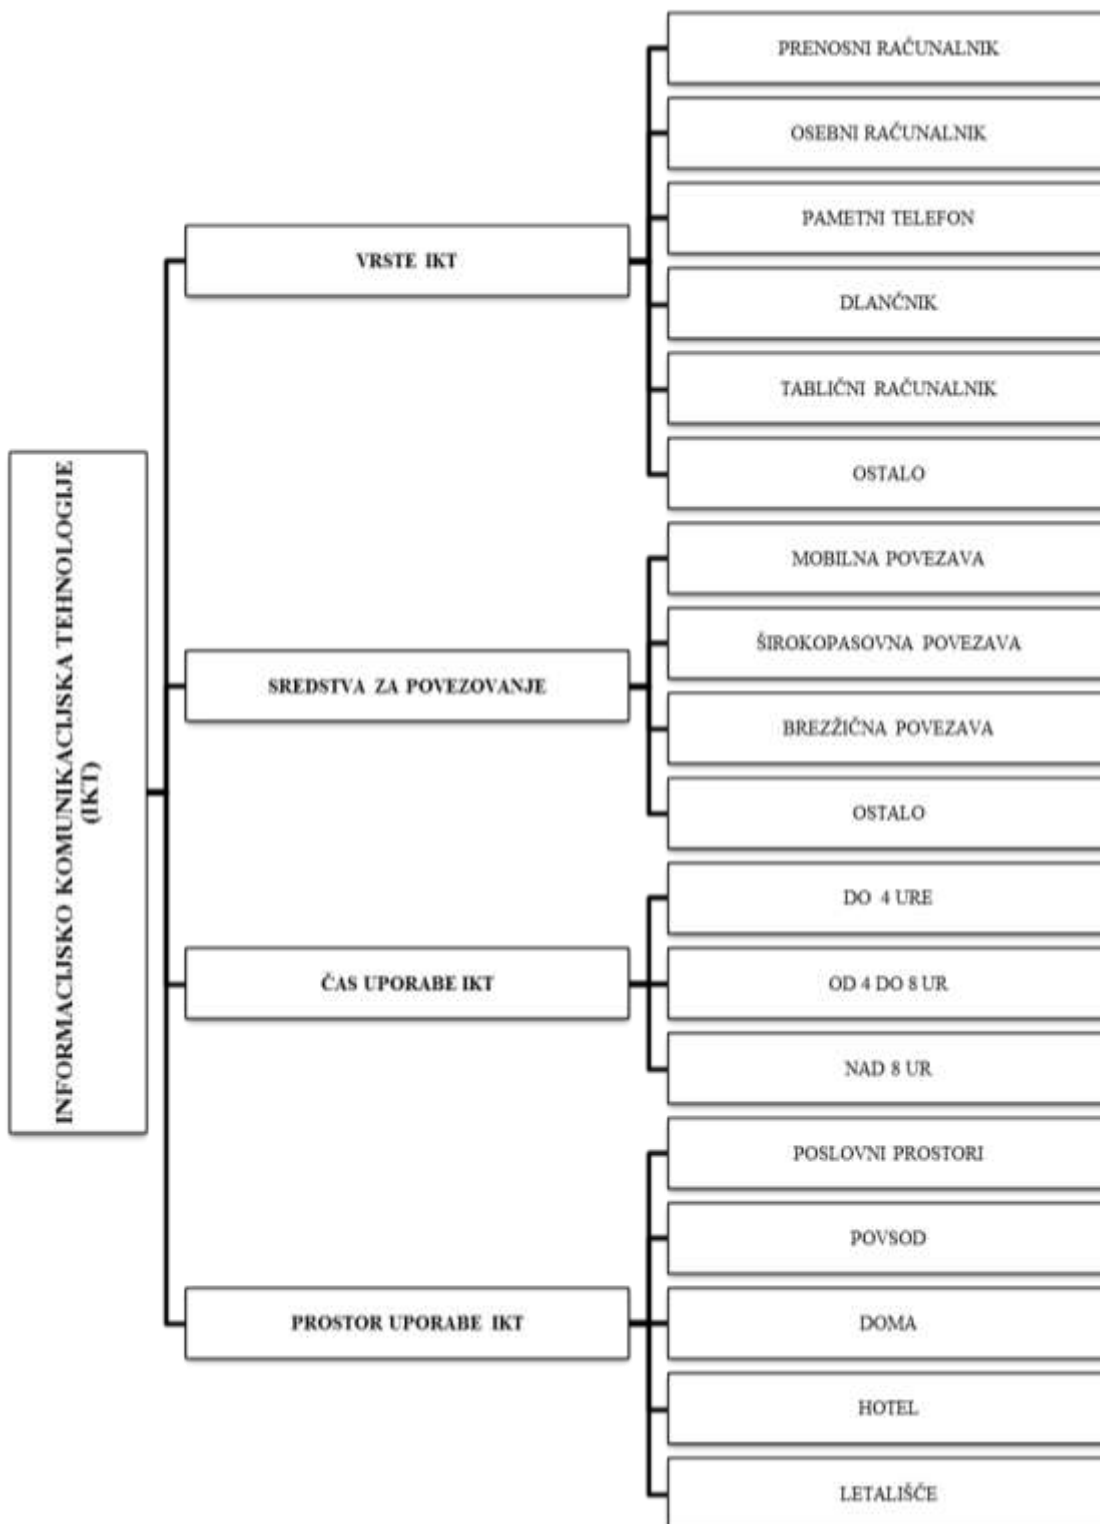 INFORMACIJSKO KOMUNIKACIJSKA TEHNOLOGIJE
(IKT)
VRSTE IKT
PRENOSNI RAČUNALNIK
OSEBNI RAČUNALNIK
PAMETNI TELEFON
DLANČNIK
TABLIČNI RAČUNALNIK
OSTALO
SREDSTVA ZA POVEZOVANJE
MOBILNA POVEZAVA
ŠIROKOPASOVNA POVEZAVA
BREZŽIČNA POVEZAVA
OSTALO
ČAS UPORABE IKT
DO 4 URE
OD 4 DO 8 UR
NAD 8 UR
PROSTOR UPORABE IKT
POSLOVNI PROSTORI
POVSOD
DOMA
HOTEL
LETALIŠČE